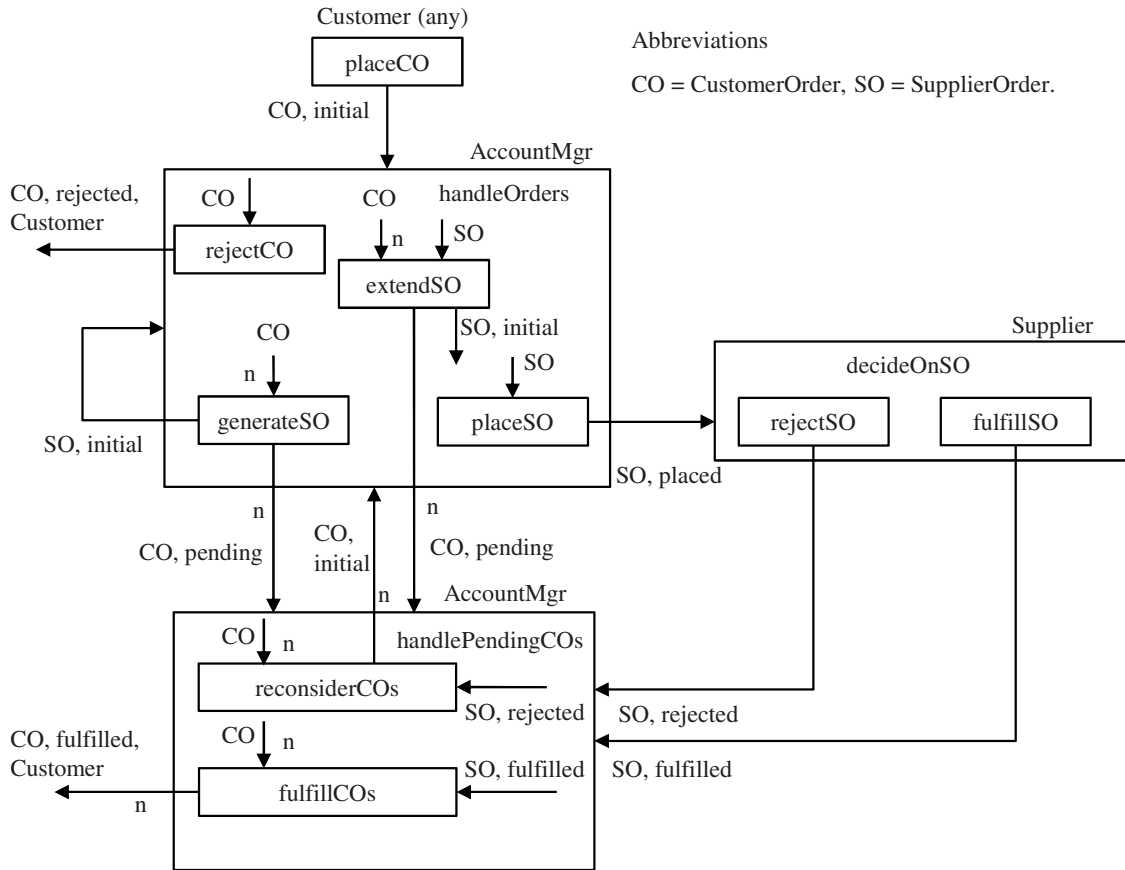 Customer (any)
placeCO
Abbreviations
CO = CustomerOrder, SO = SupplierOrder.
CO, initial
AccountMgr
handleOrders
CO, rejected,
Customer
CO
rejectCO
CO
n
SO
extendSO
SO, initial
CO
n
generateSO
SO, initial
SO
placeSO
SO, placed
Supplier
decideOnSO
rejectSO
fulfillSO
n
CO, pending
CO,
initial
n
n
CO, pending
AccountMgr
handlePendingCOs
CO
n
reconsiderCOs
SO, rejected
SO, rejected
CO
n
fulfillCOs
SO, fulfilled
SO, fulfilled
CO, fulfilled,
Customer
n